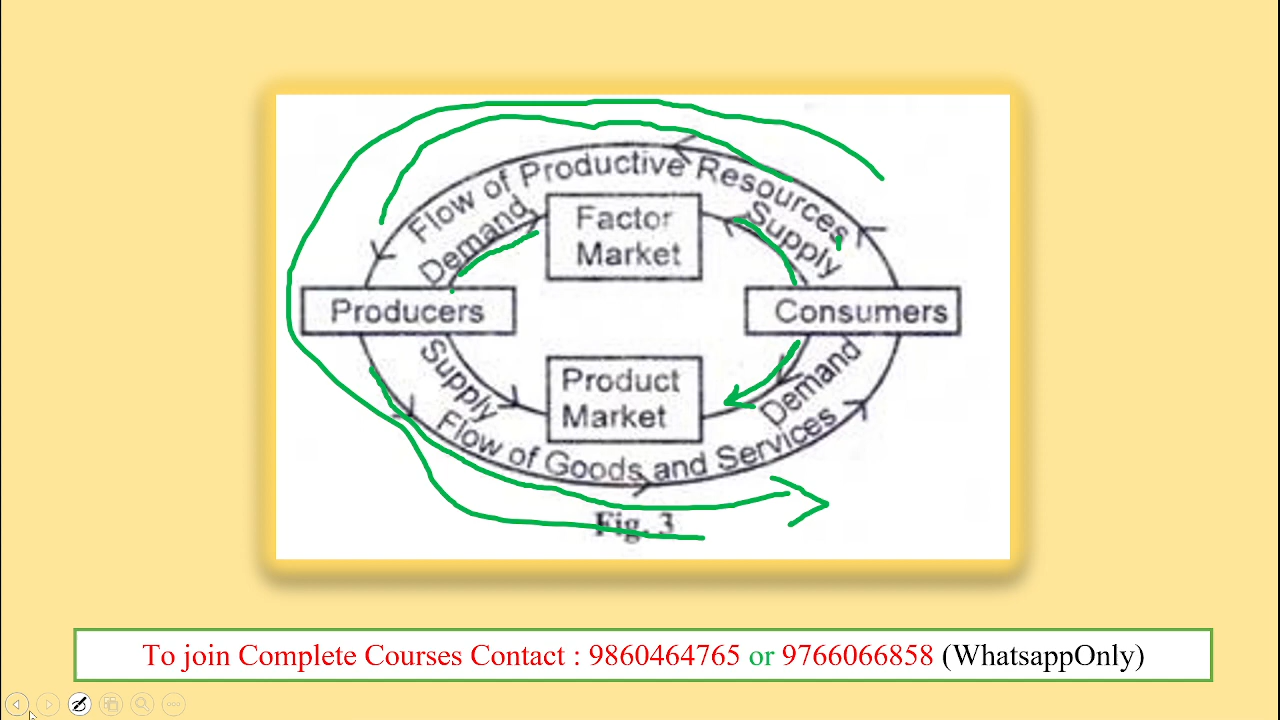 Flow of Productive Resources
Demand
Factor
Market
Supply
Producers
Consumers
Supply
Product
Market
Demand
Flow of Goods and Services
Fig. 3
To join Complete Courses Contact : 9860464765 or 9766066858 (WhatsappOnly)